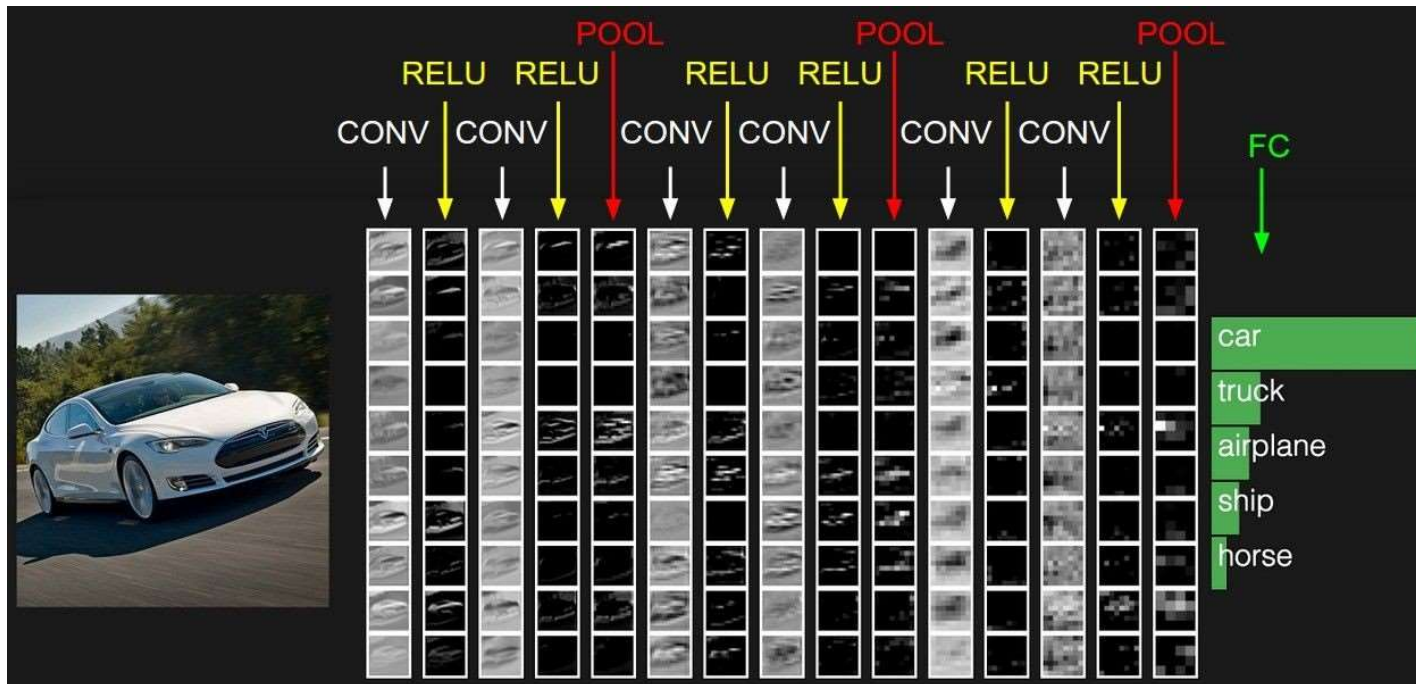 POOL POOL POOL
RELU RELU RELU RELU RELU RELU
CONV CONV CONV CONV CONV CONV
FC
car
truck
airplane
ship
horse